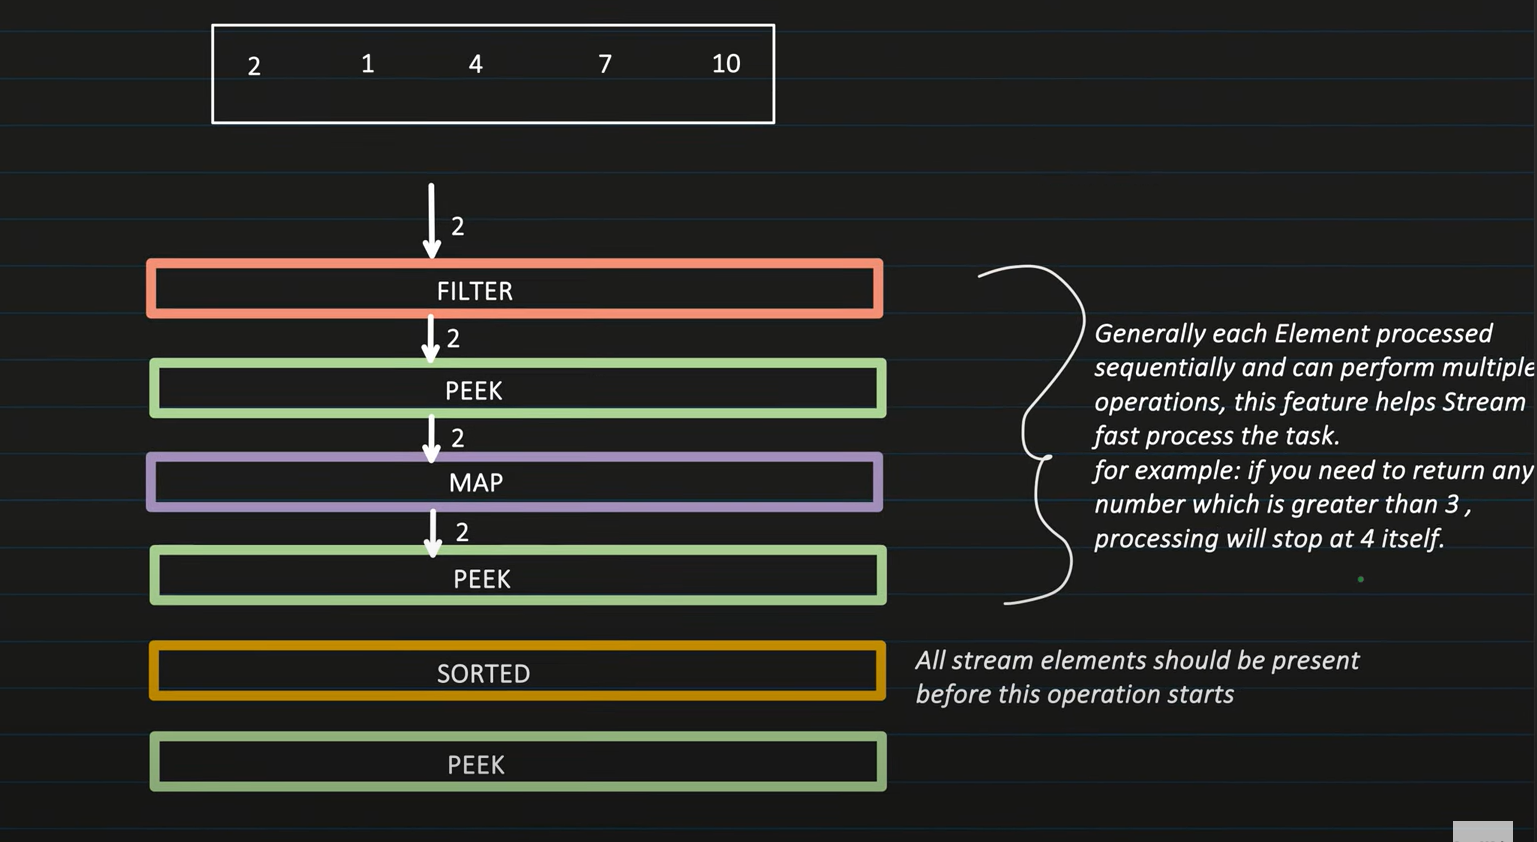 2 1 4 7 10
2
FILTER
2
PEEK
2
MAP
2
PEEK
SORTED
PEEK
Generally each Element processed
sequentially and can perform multiple
operations, this feature helps Stream
fast process the task.
for example: if you need to return any
number which is greater than 3 ,
processing will stop at 4 itself.
All stream elements should be present
before this operation starts